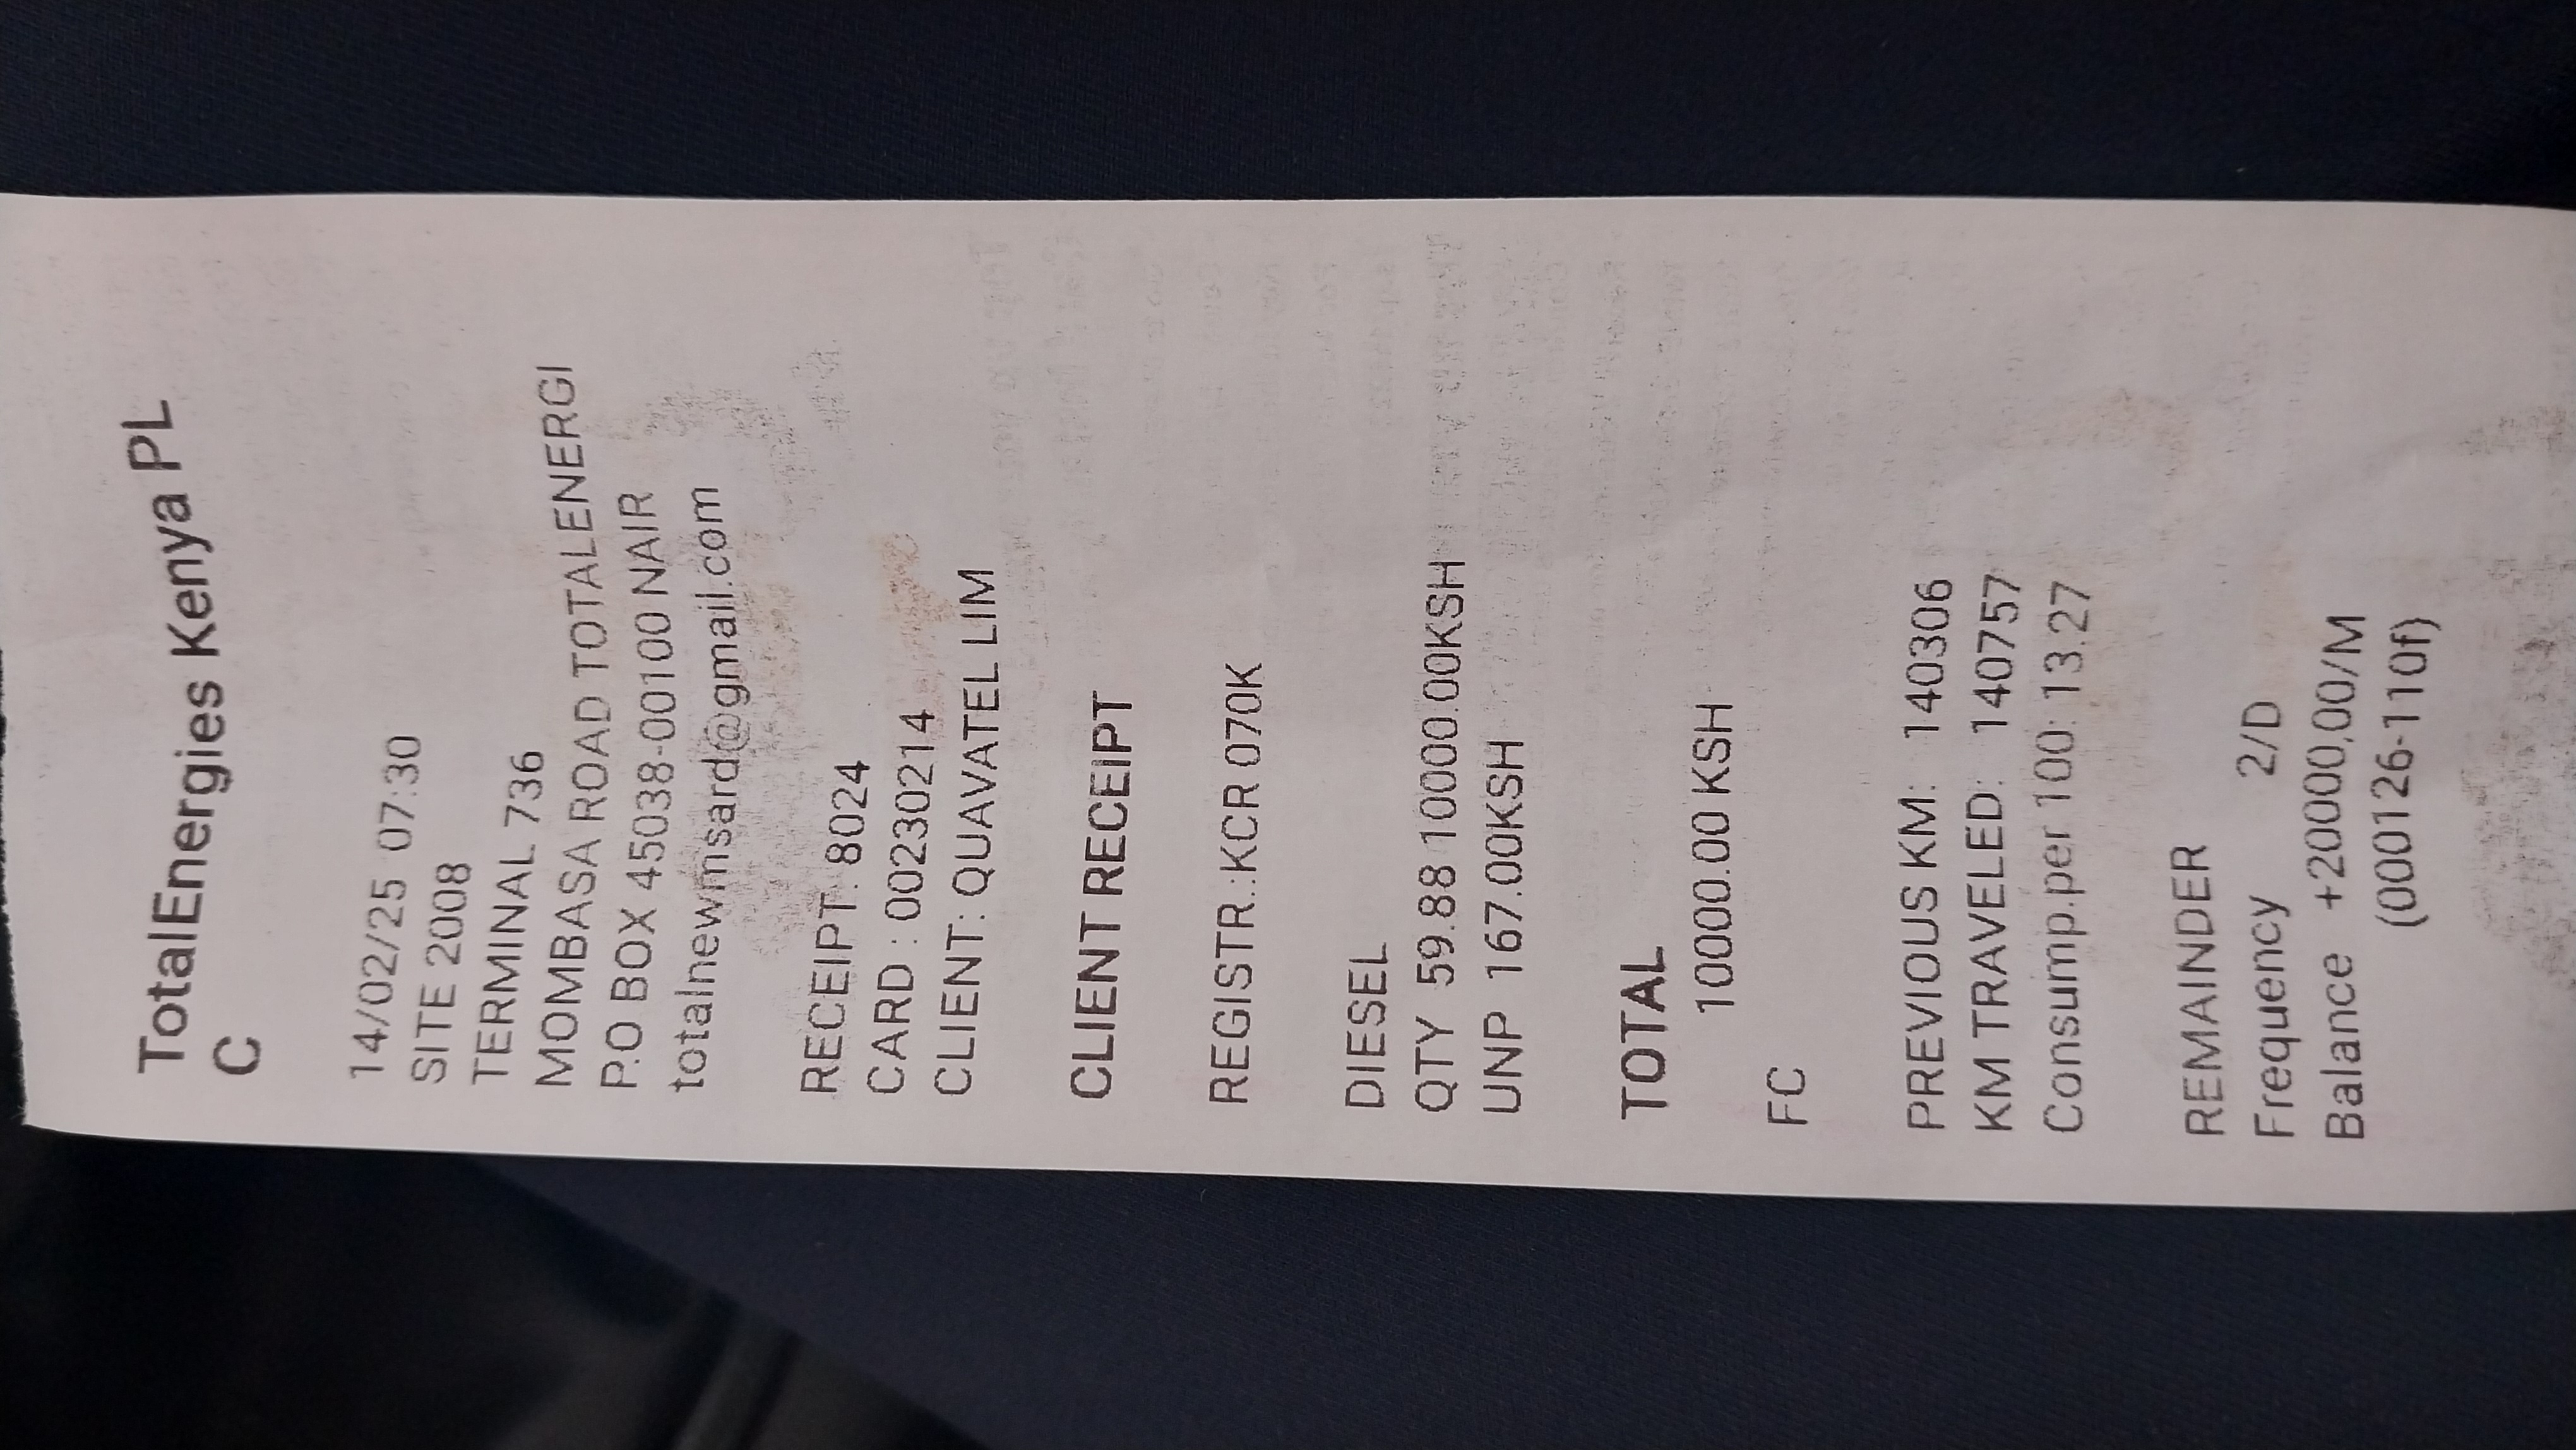 TotalEnergies Kenya PL
C
14/02/25 07:30
SITE 2008
TERMINAL 736
MOMBASA ROAD TOTALENERGI
P.O BOX 45038-00100 NAIR
totalnewmsard@gmail.com
RECEIPT: 8024
CARD : 00230214
CLIENT: QUAVATEL LIM
CLIENT RECEIPT
REGISTR.:KCR 070K
DIESEL
QTY 59.88 10000.00KSH
UNP 167.00KSH
TOTAL
10000.00 KSH
FC
PREVIOUS KM: 140306
KM TRAVELED: 140757
Consump.per 100: 13.27
REMAINDER
Frequency 2/D
Balance +20000,00/M
(000126-110f)